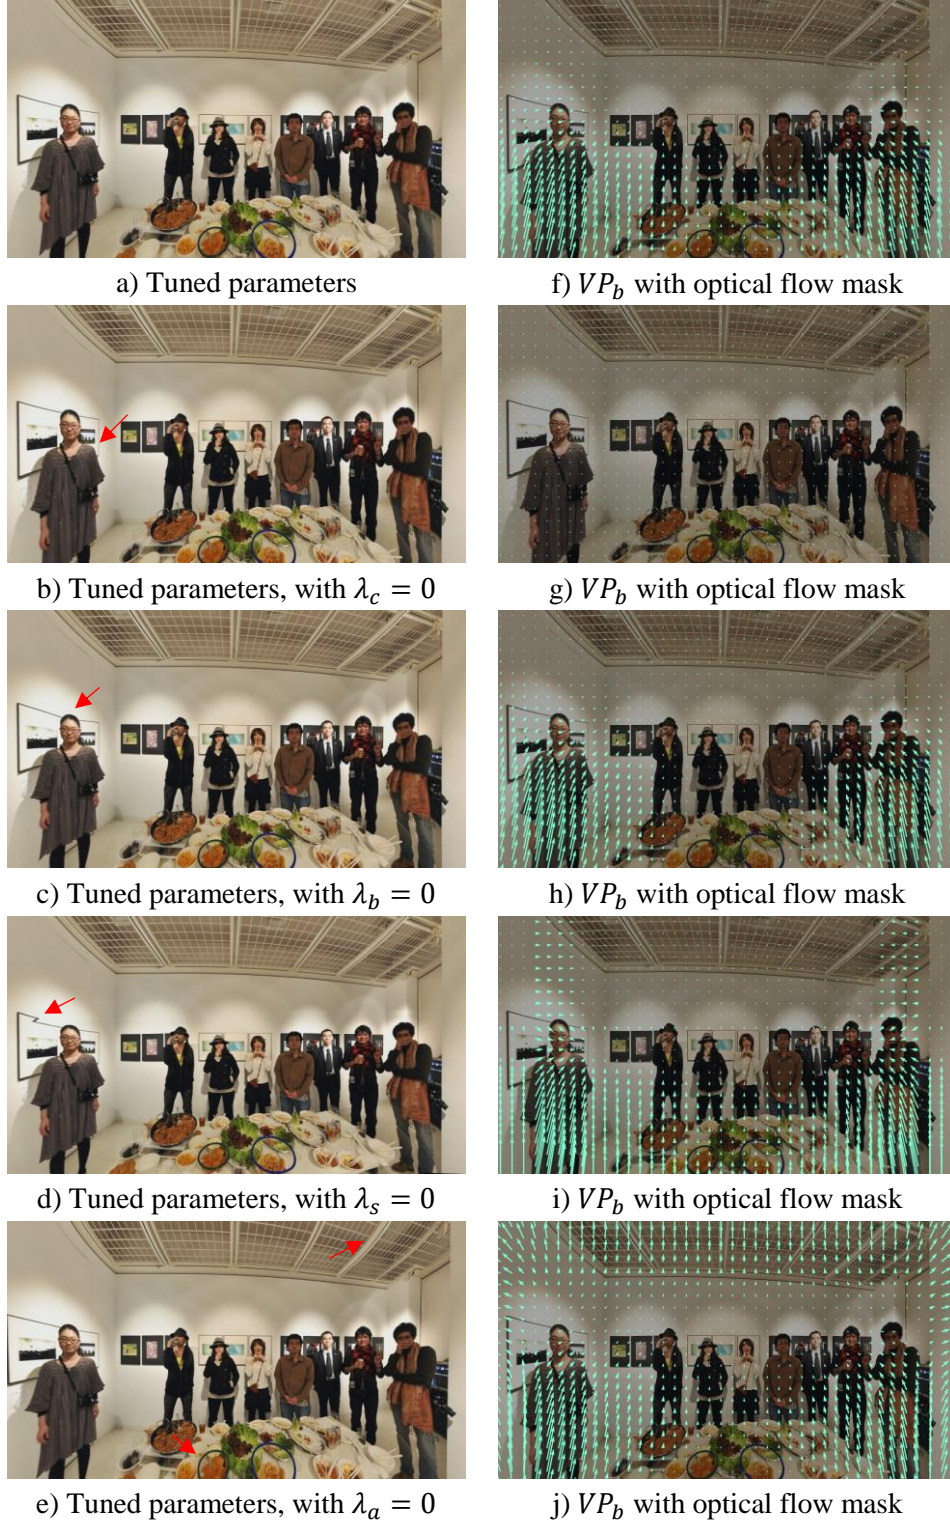 a) Tuned parameters
f) 𝑉𝑃_b with optical flow mask
b) Tuned parameters, with λ_c = 0
g) 𝑉𝑃_b with optical flow mask
c) Tuned parameters, with λ_b = 0
h) 𝑉𝑃_b with optical flow mask
d) Tuned parameters, with λ_s = 0
i) 𝑉𝑃_b with optical flow mask
e) Tuned parameters, with λ_a = 0
j) 𝑉𝑃_b with optical flow mask